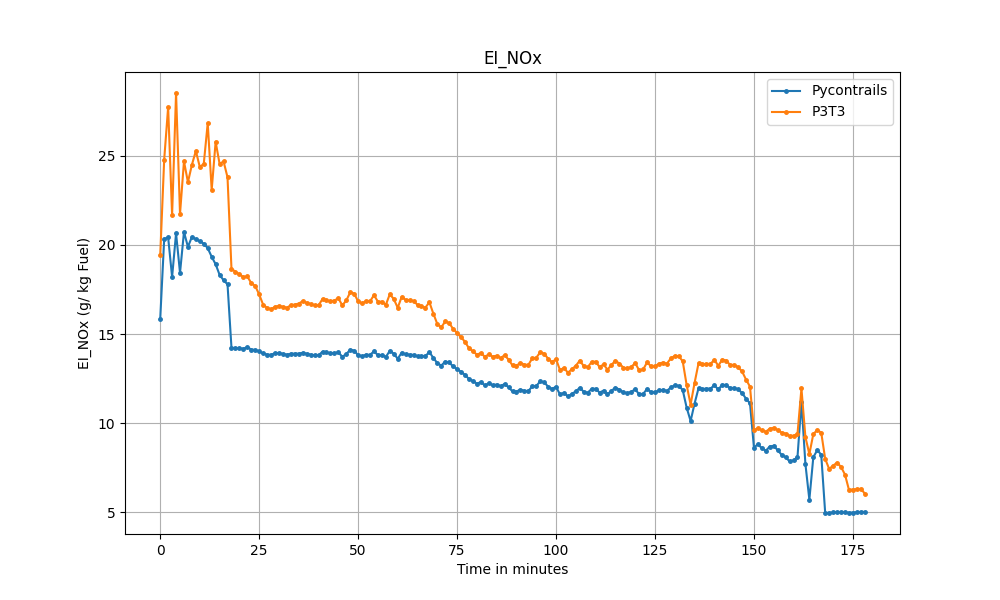 EI_NOx
Pycontrails
P3T3
EI_NOx (g/ kg Fuel)
25
20
15
10
5
0 25 50 75 100 125 150 175
Time in minutes